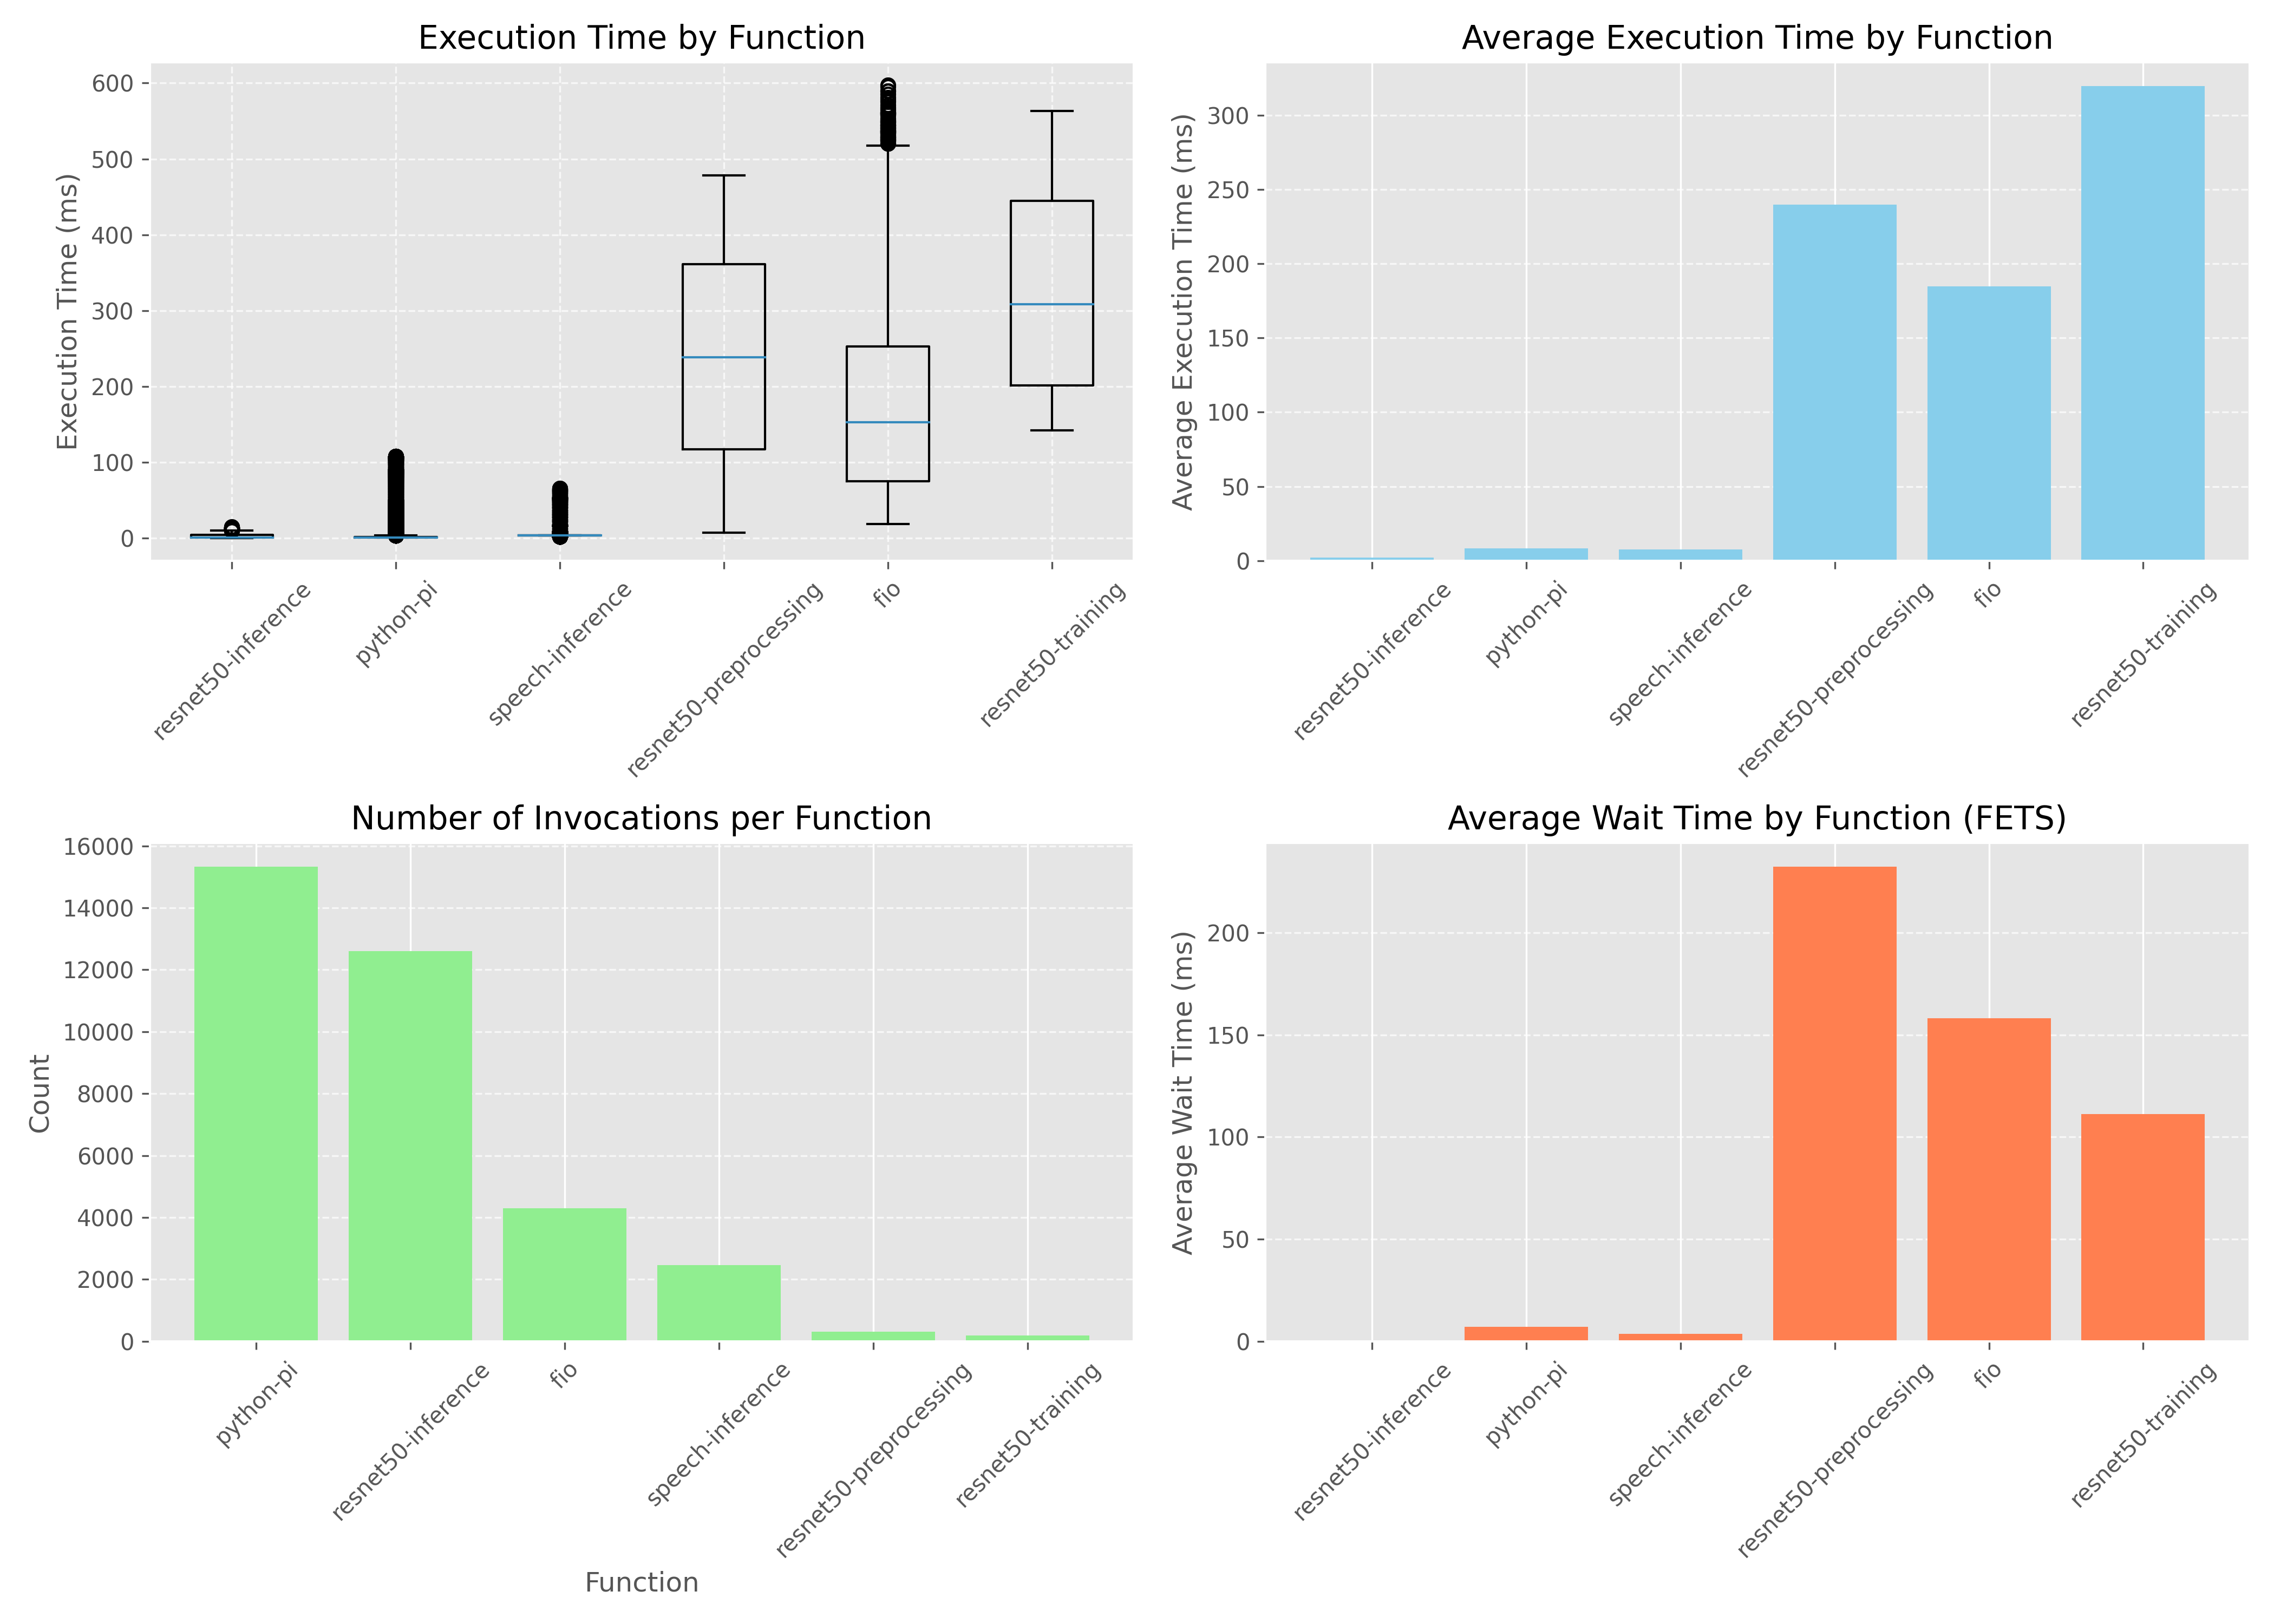 Execution Time by Function
Execution Time (ms)
600
500
400
300
200
100
0
resnet50-inference
python-pi
speech-inference
resnet50-preprocessing
fio
resnet50-training
Average Execution Time by Function
Average Execution Time (ms)
300
250
200
150
100
50
0
resnet50-inference
python-pi
speech-inference
resnet50-preprocessing
fio
resnet50-training
Number of Invocations per Function
Count
16000
14000
12000
10000
8000
6000
4000
2000
0
python-pi
resnet50-inference
fio
speech-inference
resnet50-preprocessing
resnet50-training
Function
Average Wait Time by Function (FETS)
Average Wait Time (ms)
200
150
100
50
0
resnet50-inference
python-pi
speech-inference
resnet50-preprocessing
fio
resnet50-training